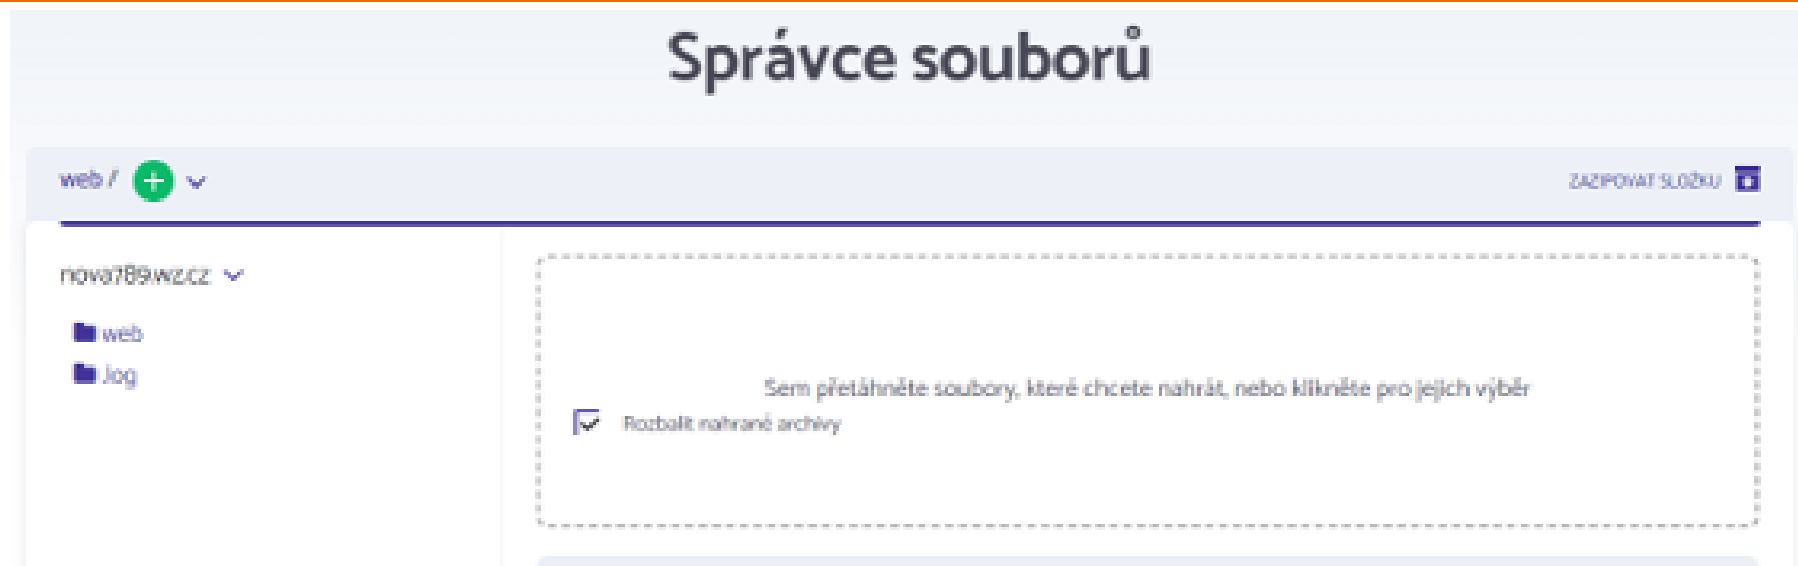 Správce souborů
web /
ZAZIPOVAT SLOŽKU
nova789.wz.cz
web
.log
Sem přetáhněte soubory, které chcete nahrát, nebo klikněte pro jejich výběr
Rozbalit nahrané archivy